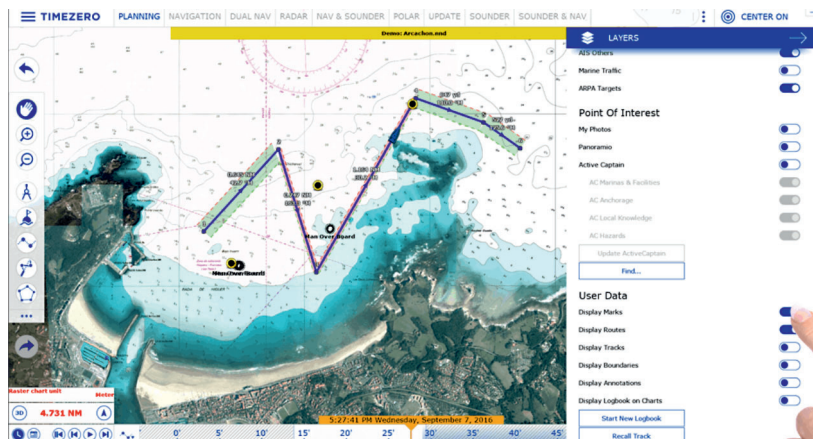 TIMEZERO PLANNING NAVIGATION DUAL NAV RADAR NAV & SOUNDER POLAR UPDATE SOUNDER SOUNDER & NAV CENTER ON
Demo: Arcachon.nnd
LAYERS
AIS Others
Marine Traffic
ARPA Targets
Point Of Interest
My Photos
Panoramio
Active Captain
AC Marinas & Facilities
AC Anchorage
AC Local Knowledge
AC Hazards
Update ActiveCaptain
Find...
User Data
Display Marks
Display Routes
Display Tracks
Display Boundaries
Display Annotations
Display Logbook on Charts
Start New Logbook
Recall Track
Man Over Board
Raster chart unit Meter
3D 4.731 NM
5:27:41 PM Wednesday, September 7, 2016
0' 5' 10' 15' 20' 25' 30' 35' 40' 45'